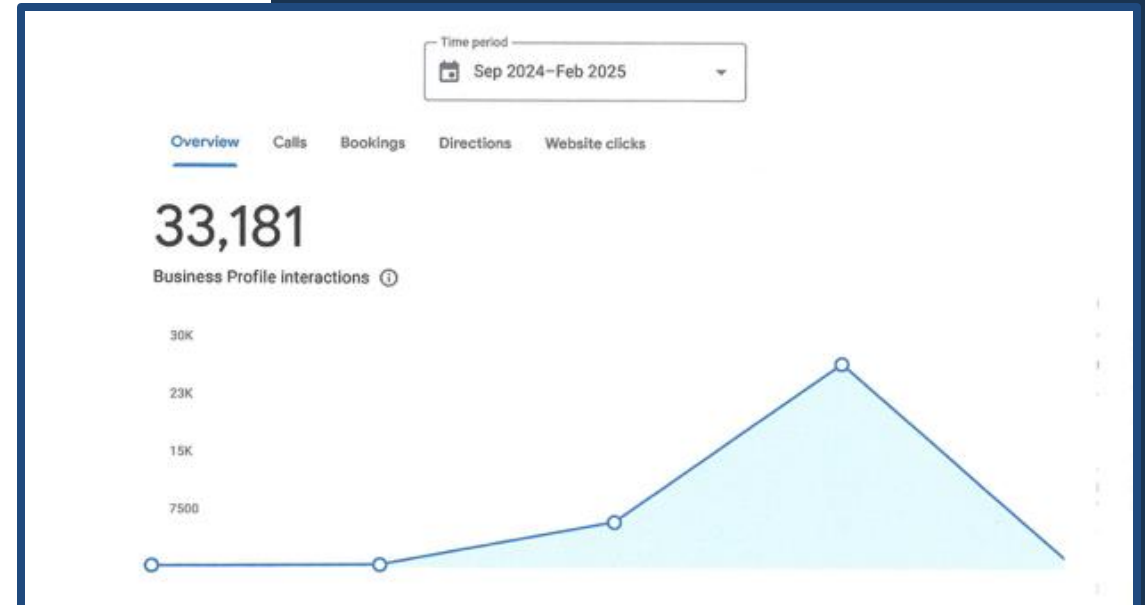 Time period
Sep 2024–Feb 2025
Overview Calls Bookings Directions Website clicks
33,181
Business Profile interactions
30K
23K
15K
7500